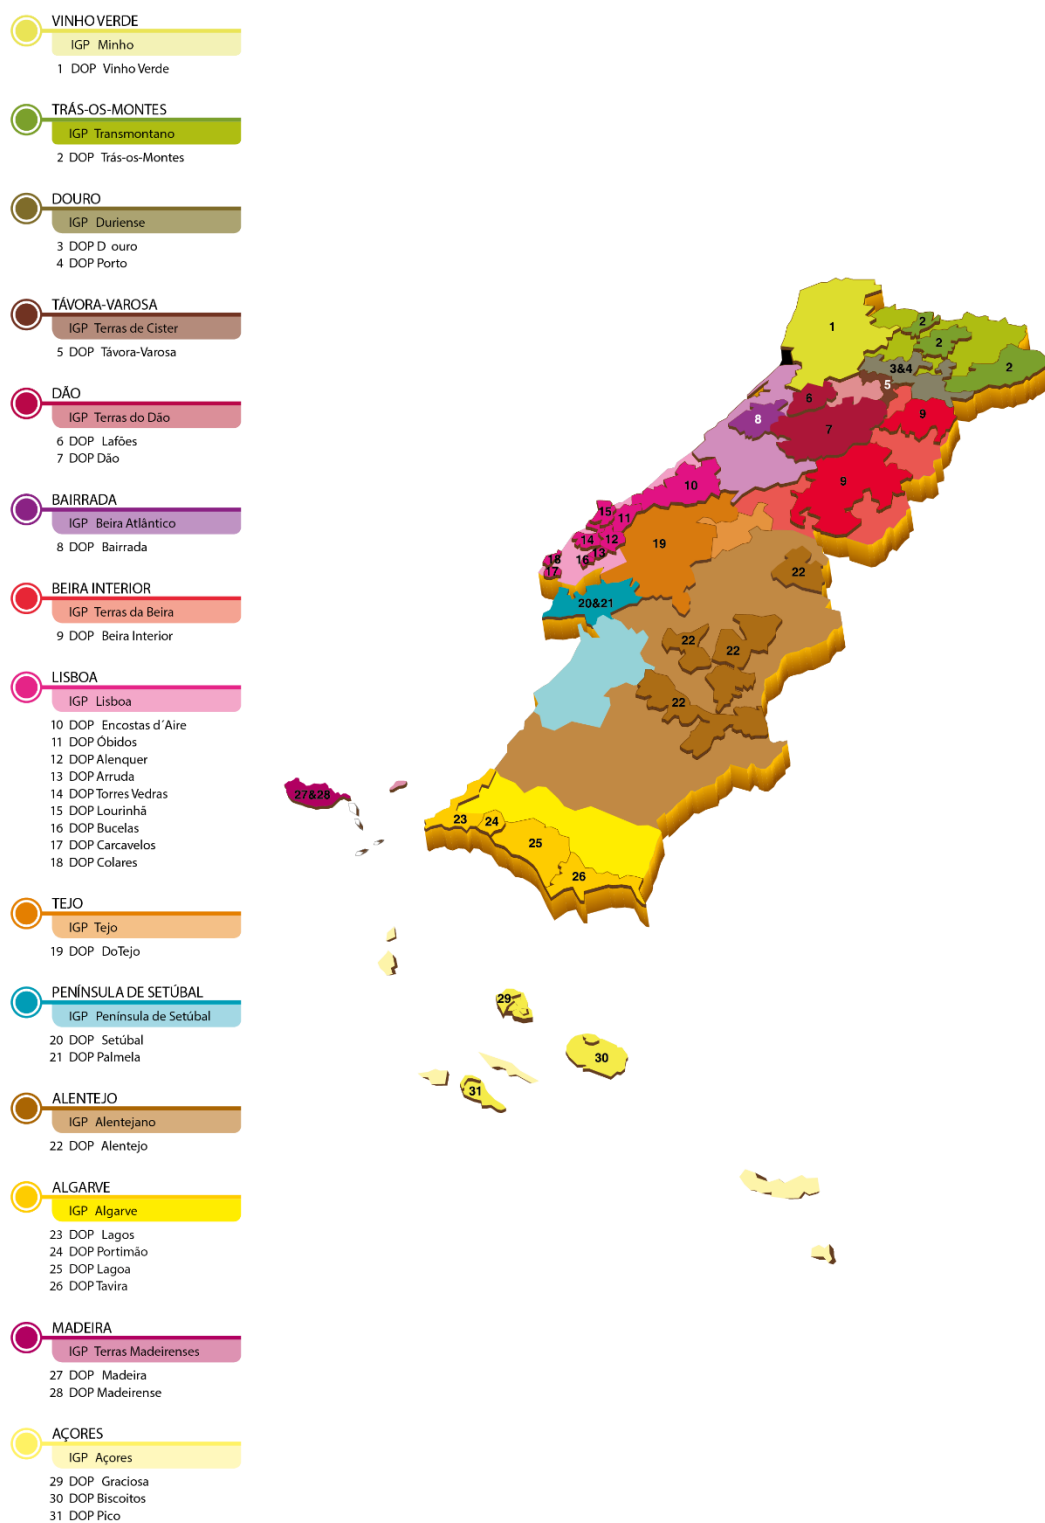 VINHO VERDE
IGP Minho
1 DOP Vinho Verde
TRÁS-OS-MONTES
IGP Transmontano
2 DOP Trás-os-Montes
DOURO
IGP Duriense
3 DOP D ouro
4 DOP Porto
TÁVORA-VAROSA
IGP Terras de Cister
5 DOP Távora-Varosa
DÃO
IGP Terras do Dão
6 DOP Lafões
7 DOP Dão
BAIRRADA
IGP Beira Atlântico
8 DOP Bairrada
BEIRA INTERIOR
IGP Terras da Beira
9 DOP Beira Interior
LISBOA
IGP Lisboa
10 DOP Encostas d´Aire
11 DOP Óbidos
12 DOP Alenquer
13 DOP Arruda
14 DOP Torres Vedras
15 DOP Lourinhã
16 DOP Bucelas
17 DOP Carcavelos
18 DOP Colares
TEJO
IGP Tejo
19 DOP DoTejo
PENÍNSULA DE SETÚBAL
IGP Península de Setúbal
20 DOP Setúbal
21 DOP Palmela
ALENTEJO
IGP Alentejano
22 DOP Alentejo
ALGARVE
IGP Algarve
23 DOP Lagos
24 DOP Portimão
25 DOP Lagoa
26 DOP Tavira
MADEIRA
IGP Terras Madeirenses
27 DOP Madeira
28 DOP Madeirense
AÇORES
IGP Açores
29 DOP Graciosa
30 DOP Biscoitos
31 DOP Pico
1
2
2
3&4
2
5
6
7
8
9
9
10
15
11
14
12
13
16
18
17
19
20&21
22
22
22
22
27&28
23
24
25
26
29
30
31